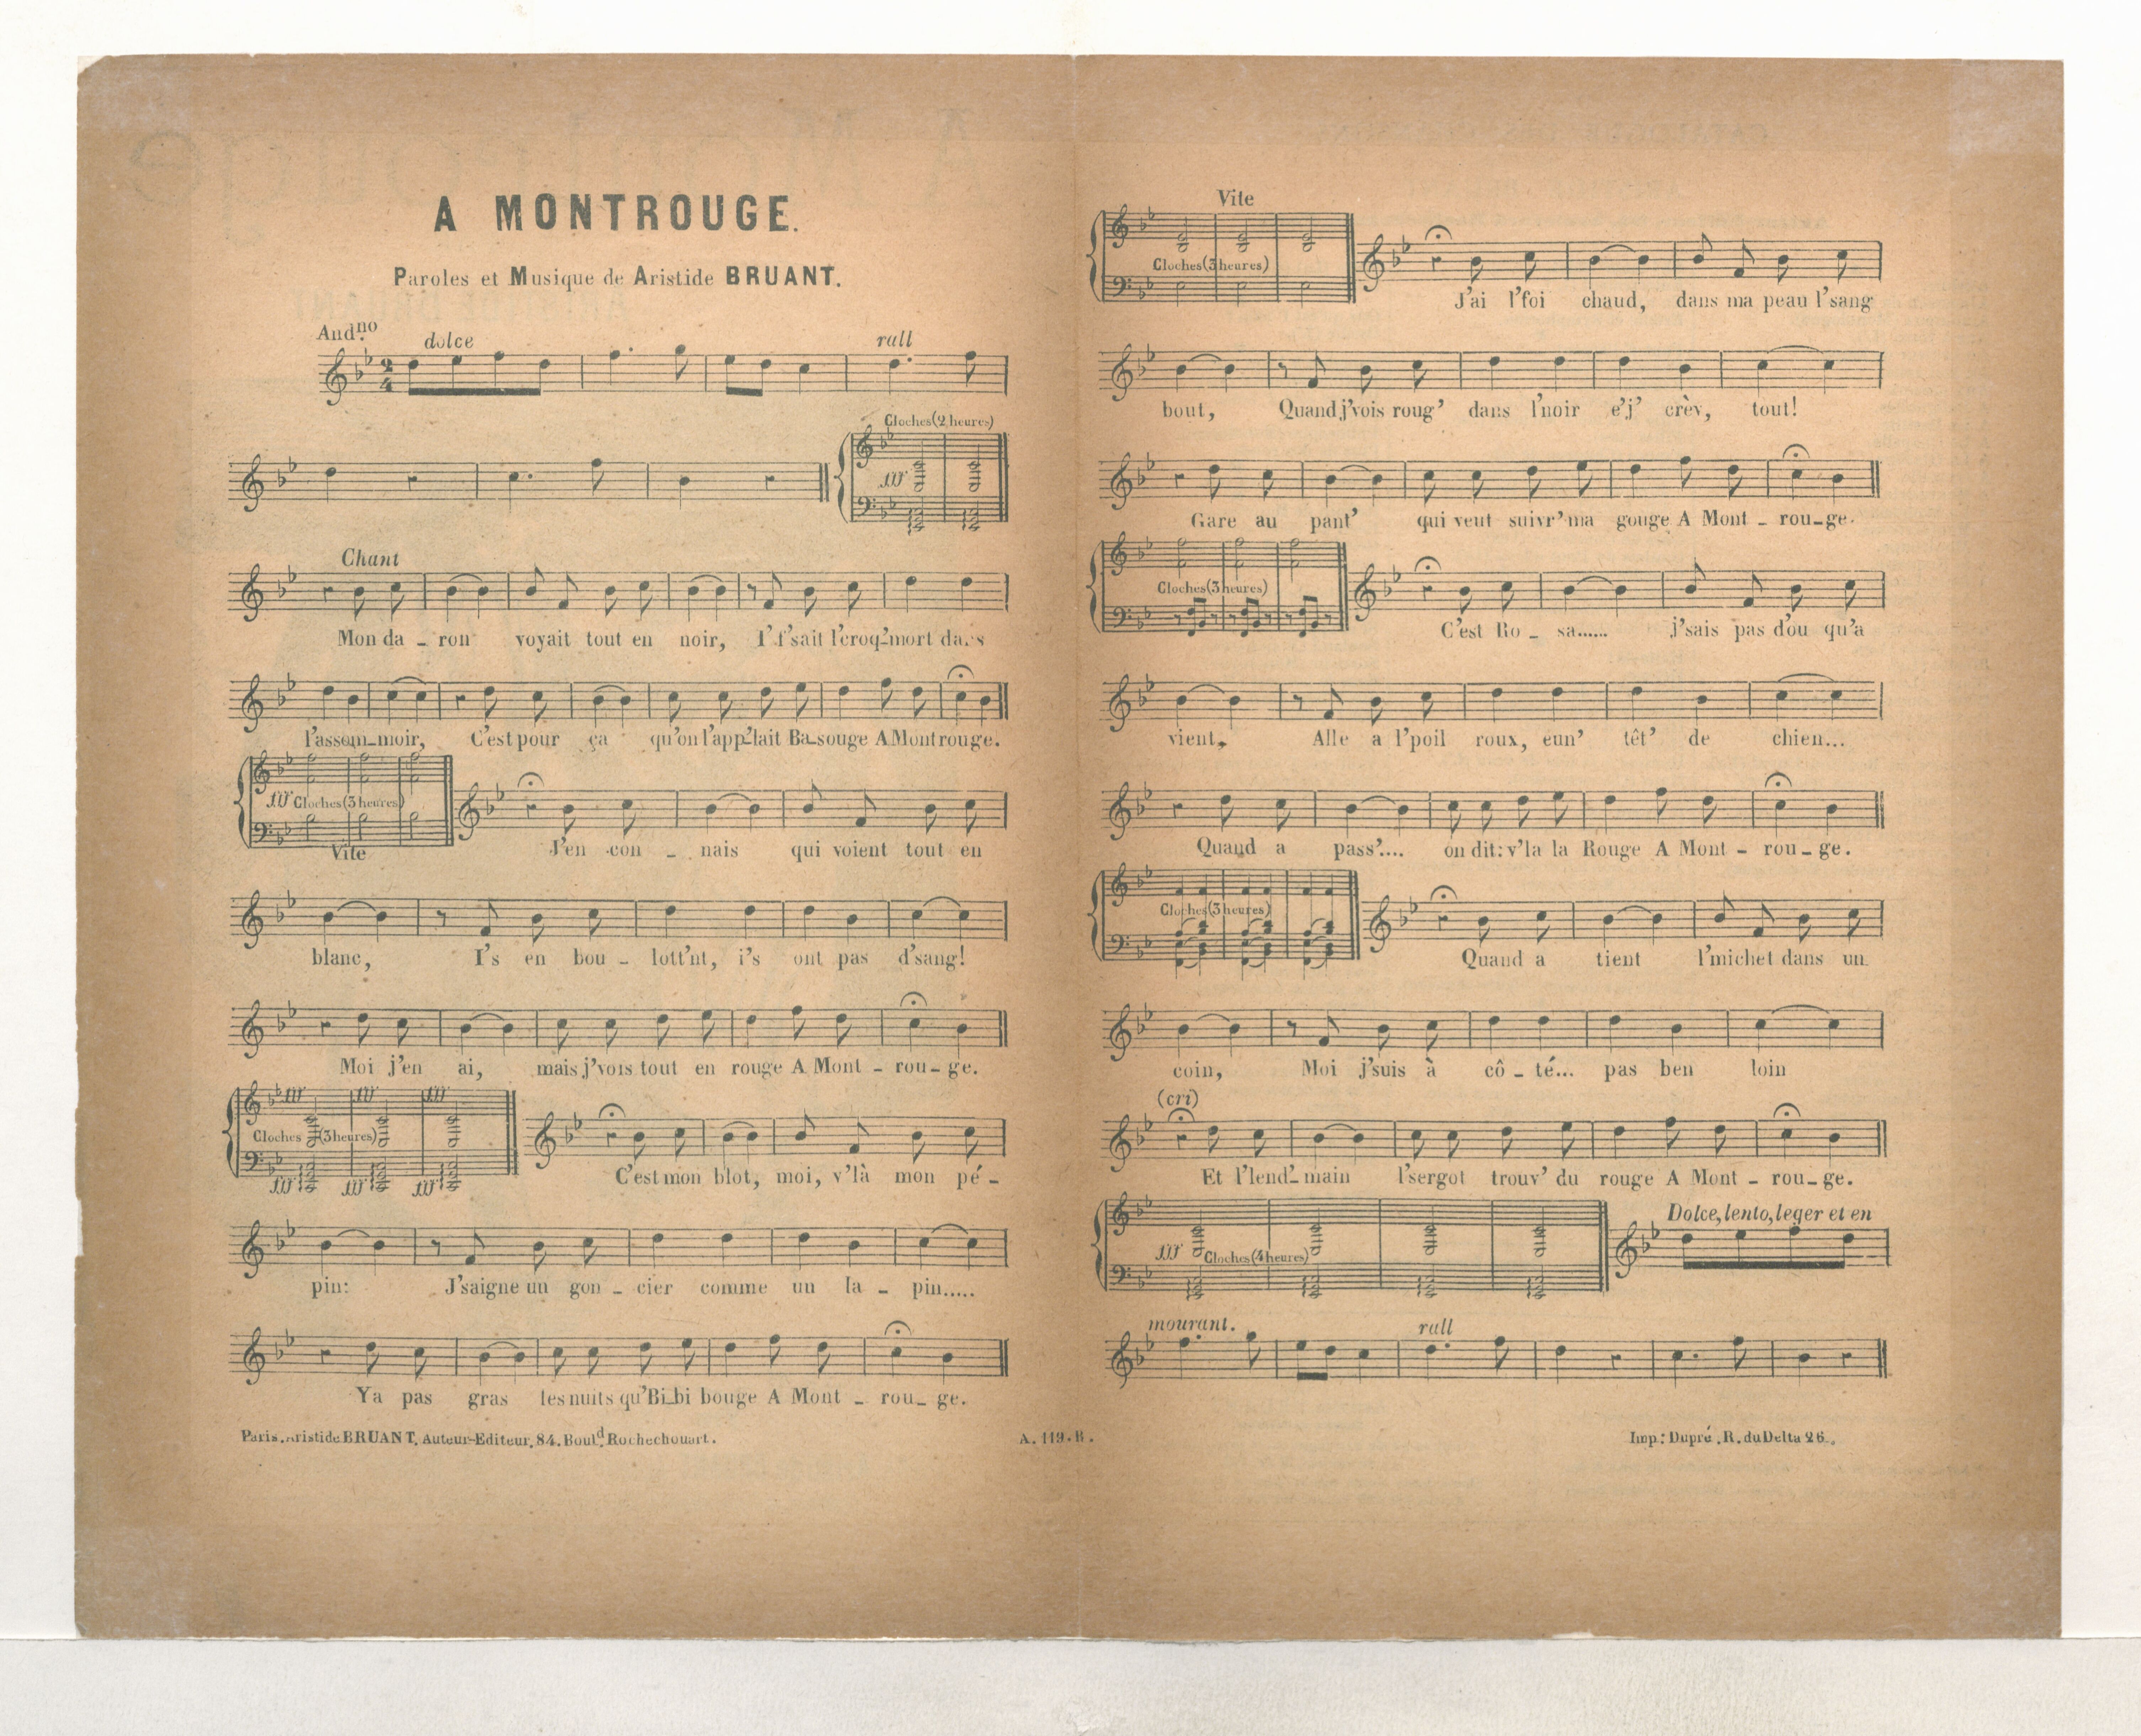 A MONTROUGE.
Paroles et Musique de Aristide BRUANT.
And.no
dolce
rall
Cloches (2 heures)
fff
Chant
Mon da - ron voyait tout en noir, I' f'sait l'croq'mort dans
l'assom-moir, C'est pour ça qu'on l'app'lait Ba-souge A Montrouge.
fff Cloches (3 heures)
Vite
J'en con - nais qui voient tout en
blanc, I's en bou - lott'nt, i's ont pas d'sang!
Moi j'en ai, mais j'vois tout en rouge A Mont - rou - ge.
fff fff fff
Cloches (3 heures)
fff fff fff
C'est mon blot, moi, v'là mon pé -
pin: J'saigne un gon - cier comme un la - pin.....
Ya pas gras les nuits qu'Bi-bi bouge A Mont - rou - ge.
Paris. Aristide BRUANT, Auteur-Editeur, 84. Boul.d Rochechouart.
A. 119. B.
Vite
Cloches (3 heures)
J'ai l'foi chaud, dans ma peau l'sang
bout, Quand j'vois roug' dans l'noir e'j' crèv, tout!
Gare au pant' qui veut suivr' ma gouge A Mont - rou - ge.
Cloches (3 heures)
C'est Ro - sa...... j'sais pas d'ou qu'a
vient, Alle a l'poil roux, eun' têt' de chien...
Quand a pass'.... on dit: v'la la Rouge A Mont - rou - ge.
Cloches (3 heures)
Quand a tient l'michet dans un
coin, Moi j'suis à cô - té... pas ben loin
(cri)
Et l'lend'-main l'sergot trouv' du rouge A Mont - rou - ge.
Dolce, lento, leger et en
fff Cloches (4 heures)
mourant.
rall
Imp: Dupré, R. du Delta 26.